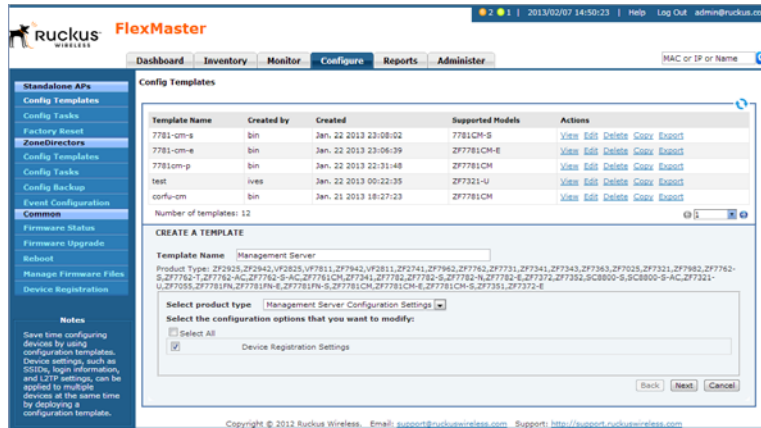 2 1 | 2013/02/07 14:50:23 | Help Log Out admin@ruckus.co
Ruckus WIRELESS FlexMaster
Dashboard Inventory Monitor Configure Reports Administer MAC or IP or Name
Standalone APs
Config Templates
Config Tasks
Factory Reset
ZoneDirectors
Config Templates
Config Tasks
Config Backup
Event Configuration
Common
Firmware Status
Firmware Upgrade
Reboot
Manage Firmware Files
Device Registration
Notes
Save time configuring
devices by using
configuration templates.
Device settings, such as
SSIDs, login information,
and L2TP settings, can be
applied to multiple
devices at the same time
by deploying a
configuration template.
Config Templates
Template Name Created by Created Supported Models Actions
7781-cm-s bin Jan. 22 2013 23:08:02 7781CM-S View Edit Delete Copy Export
7781-cm-e bin Jan. 22 2013 23:06:39 ZF7781CM-E View Edit Delete Copy Export
7781cm-p bin Jan. 22 2013 22:31:48 ZF7781CM View Edit Delete Copy Export
test ives Jan. 22 2013 00:22:35 ZF7321-U View Edit Delete Copy Export
corfu-cm bin Jan. 21 2013 18:27:23 ZF7781CM View Edit Delete Copy Export
Number of templates: 12 1
CREATE A TEMPLATE
Template Name Management Server
Product Type: ZF2925,ZF2942,VF2825,VF7811,ZF7942,VF2811,ZF2741,ZF7962,ZF7762,ZF7731,ZF7341,ZF7343,ZF7363,ZF7025,ZF7321,ZF7982,ZF7762-
S,ZF7762-T,ZF7762-AC,ZF7762-S-AC,ZF7761CM,ZF7341,ZF7782,ZF7782-S,ZF7782-N,ZF7782-E,ZF7372,ZF7352,SC8800-S,SC8800-S-AC,ZF7321-
U,ZF7055,ZF7781FN,ZF7781FN-E,ZF7781FN-S,ZF7781CM,ZF7781CM-E,ZF7781CM-S,ZF7351,ZF7372-E
Select product type Management Server Configuration Settings
Select the configuration options that you want to modify:
Select All
Device Registration Settings
Back Next Cancel
Copyright © 2012 Ruckus Wireless. Email: support@ruckuswireless.com Support: http://support.ruckuswireless.com